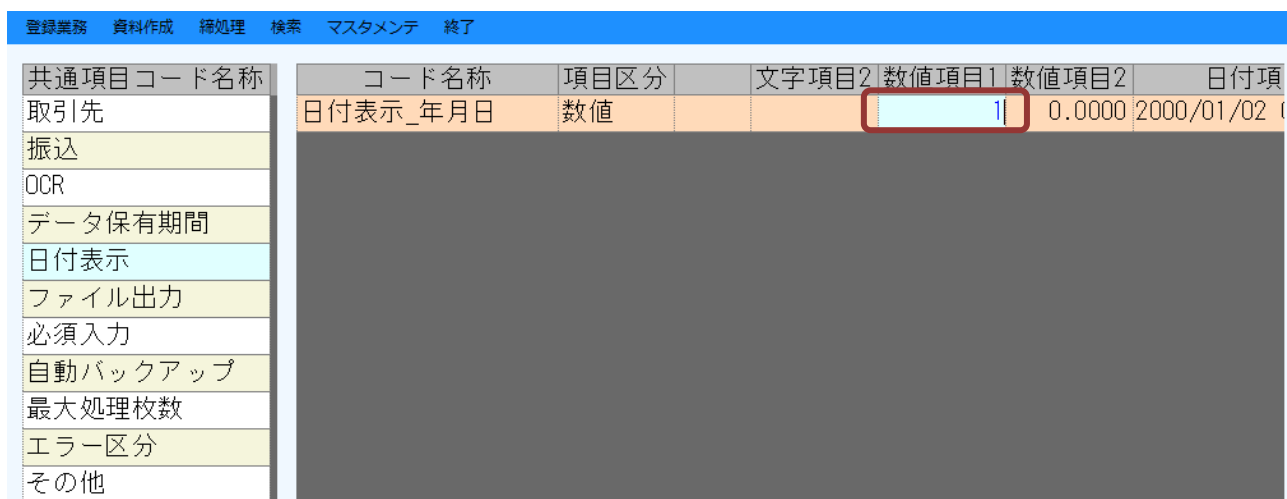 登録業務 資料作成 締処理 検索 マスタメンテ 終了
共通項目コード名称 コード名称 項目区分 文字項目2 数値項目1 数値項目2 日付項
取引先 日付表示_年月日 数値 1 0.0000 2000/01/02
振込
OCR
データ保有期間
日付表示
ファイル出力
必須入力
自動バックアップ
最大処理枚数
エラー区分
その他